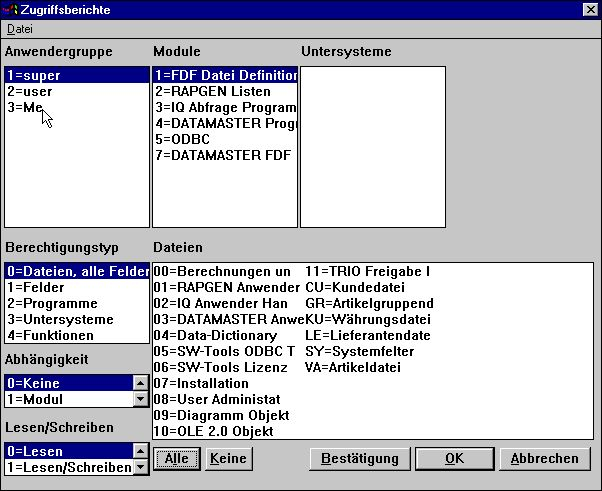 Zugriffsberichte
Datei
Anwendergruppe
1=super
2=user
3=Me
Module
1=FDF Datei Definition
2=RAPGEN Listen
3=IQ Abfrage Program
4=DATAMASTER Prog
5=ODBC
7=DATAMASTER FDF
Untersysteme
Berechtigungstyp
0=Dateien, alle Felder
1=Felder
2=Programme
3=Untersysteme
4=Funktionen
Abhängigkeit
0=Keine
1=Modul
Lesen/Schreiben
0=Lesen
1=Lesen/Schreiben
Dateien
00=Berechnungen un
01=RAPGEN Anwender
02=IQ Anwender Han
03=DATAMASTER Anwe
04=Data-Dictionary
05=SW-Tools ODBC T
06=SW-Tools Lizenz
07=Installation
08=User Administat
09=Diagramm Objekt
10=OLE 2.0 Objekt
11=TRIO Freigabe I
CU=Kundedatei
GR=Artikelgruppend
KU=Währungsdatei
LE=Lieferantendate
SY=Systemfelter
VA=Artikeldatei
Alle
Keine
Bestätigung
OK
Abbrechen